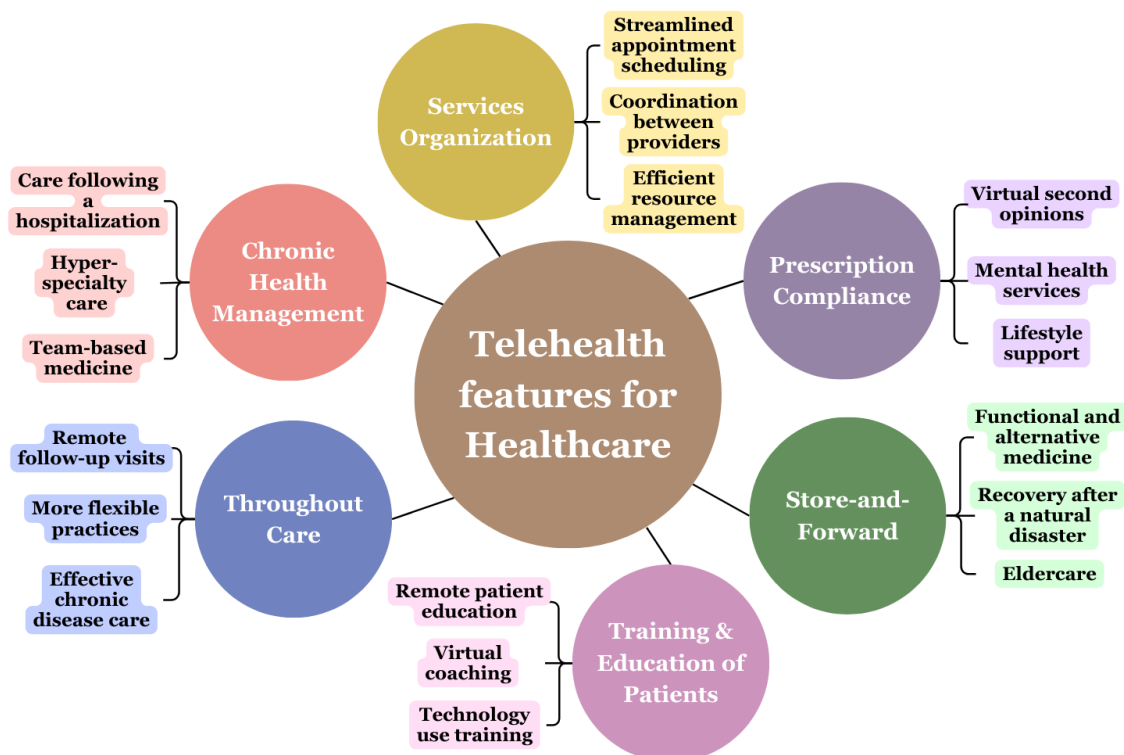 Telehealth
features for
Healthcare
Services
Organization
Streamlined
appointment
scheduling
Coordination
between
providers
Efficient
resource
management
Prescription
Compliance
Virtual second
opinions
Mental health
services
Lifestyle
support
Store-and-
Forward
Functional and
alternative
medicine
Recovery after
a natural
disaster
Eldercare
Training &
Education of
Patients
Remote patient
education
Virtual
coaching
Technology
use training
Throughout
Care
Remote
follow-up visits
More flexible
practices
Effective
chronic
disease care
Chronic
Health
Management
Care following
a
hospitalization
Hyper-
specialty
care
Team-based
medicine